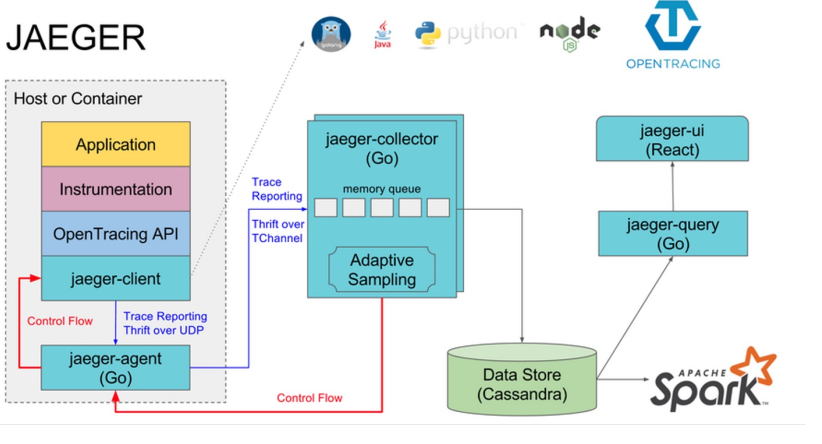 JAEGER
GOlang
Java
python
node
JS
OPENTRACING
Host or Container
Application
Instrumentation
OpenTracing API
jaeger-client
Control Flow
Trace Reporting
Thrift over UDP
jaeger-agent
(Go)
Trace
Reporting
Thrift over
TChannel
jaeger-collector
(Go)
memory queue
Adaptive
Sampling
Control Flow
Data Store
(Cassandra)
jaeger-ui
(React)
jaeger-query
(Go)
APACHE
Spark